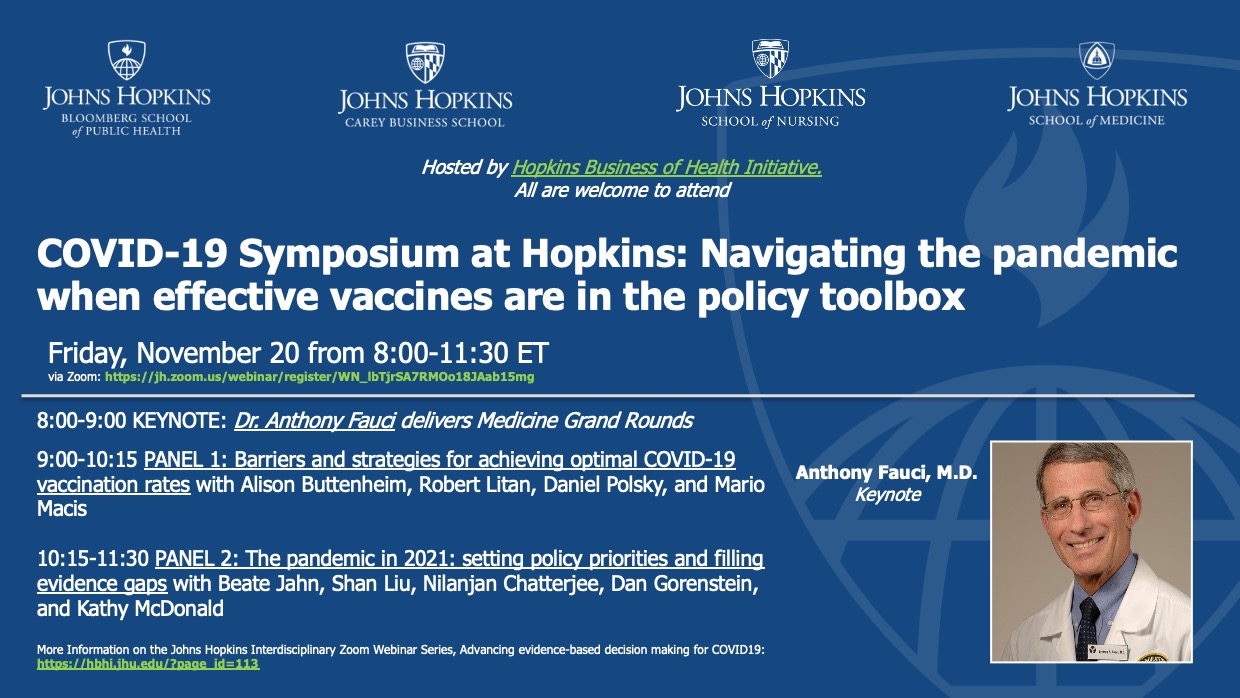 JOHNS HOPKINS
BLOOMBERG SCHOOL
of PUBLIC HEALTH
JOHNS HOPKINS
CAREY BUSINESS SCHOOL
JOHNS HOPKINS
SCHOOL of NURSING
JOHNS HOPKINS
SCHOOL of MEDICINE
Hosted by Hopkins Business of Health Initiative.
All are welcome to attend
COVID-19 Symposium at Hopkins: Navigating the pandemic
when effective vaccines are in the policy toolbox
Friday, November 20 from 8:00-11:30 ET
via Zoom: https://jh.zoom.us/webinar/register/WN_lbTjrSA7RMOo18JAab15mg
8:00-9:00 KEYNOTE: Dr. Anthony Fauci delivers Medicine Grand Rounds
9:00-10:15 PANEL 1: Barriers and strategies for achieving optimal COVID-19
vaccination rates with Alison Buttenheim, Robert Litan, Daniel Polsky, and Mario
Macis
Anthony Fauci, M.D.
Keynote
10:15-11:30 PANEL 2: The pandemic in 2021: setting policy priorities and filling
evidence gaps with Beate Jahn, Shan Liu, Nilanjan Chatterjee, Dan Gorenstein,
and Kathy McDonald
More Information on the Johns Hopkins Interdisciplinary Zoom Webinar Series, Advancing evidence-based decision making for COVID19:
https://hbhi.jhu.edu/?page_id=113